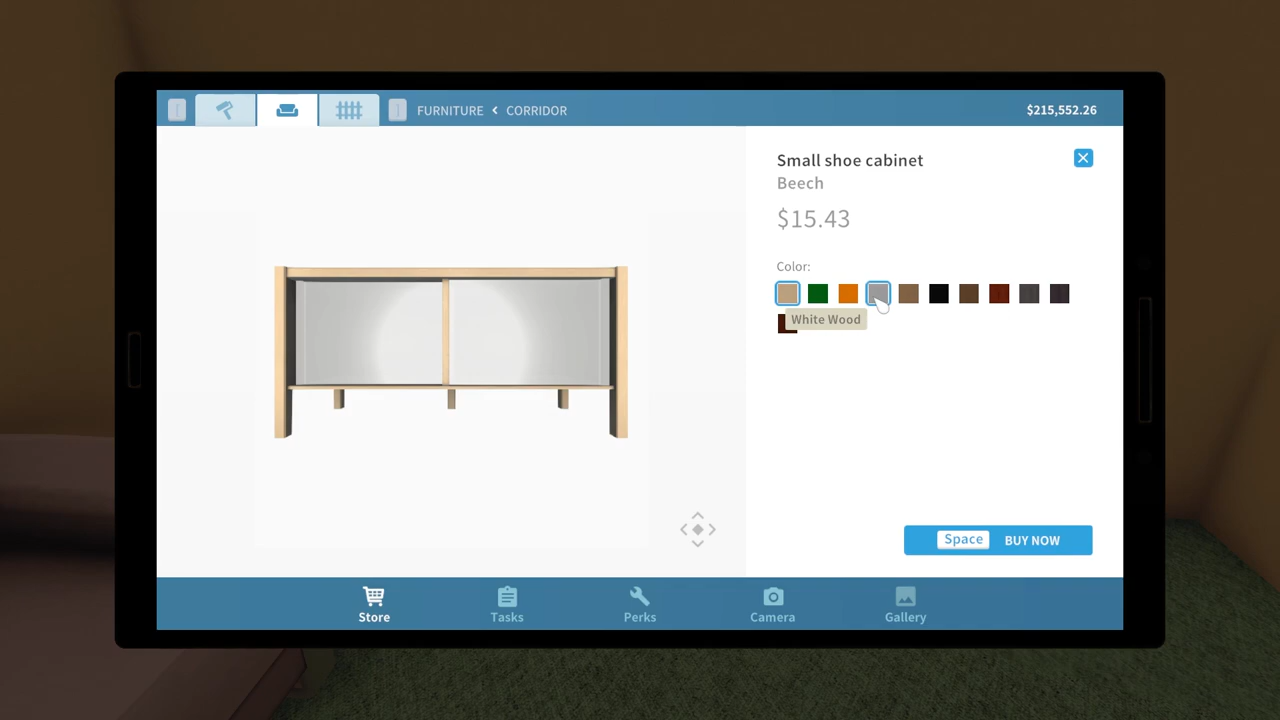 FURNITURE < CORRIDOR
$215,552.26
Small shoe cabinet
Beech
$15.43
Color:
White Wood
Space BUY NOW
Store
Tasks
Perks
Camera
Gallery